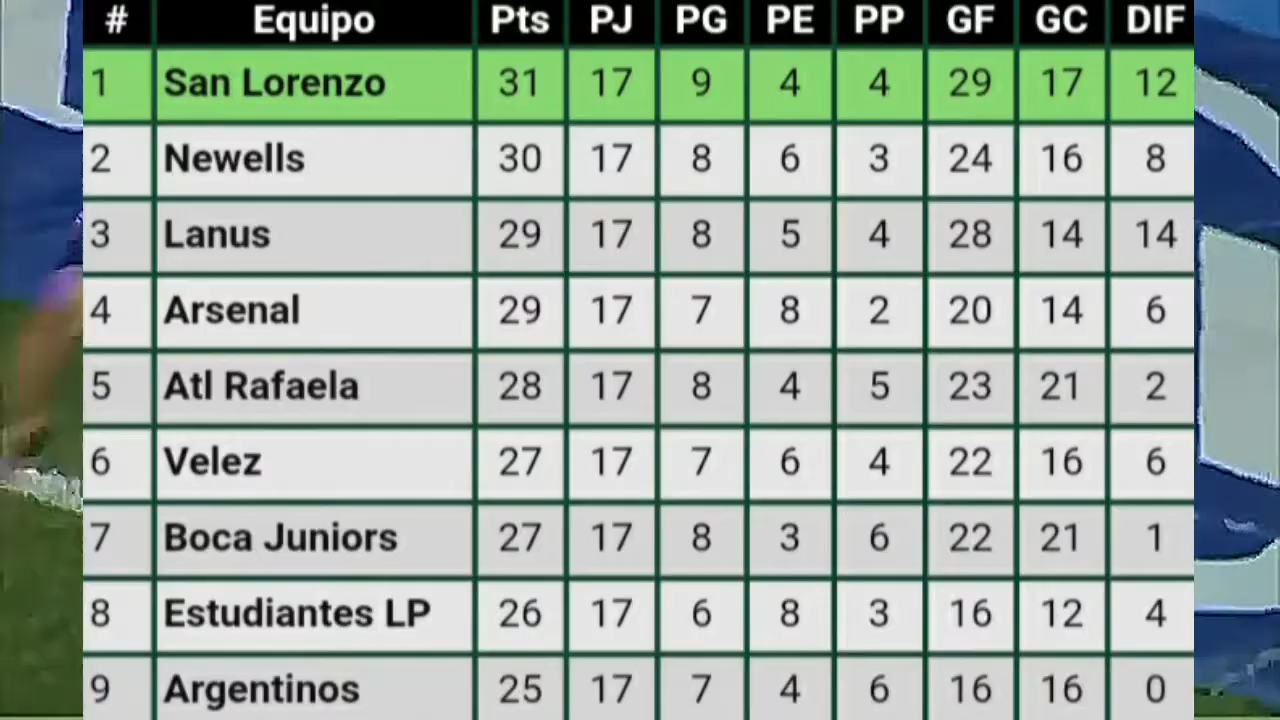 # Equipo Pts PJ PG PE PP GF GC DIF
1 San Lorenzo 31 17 9 4 4 29 17 12
2 Newells 30 17 8 6 3 24 16 8
3 Lanus 29 17 8 5 4 28 14 14
4 Arsenal 29 17 7 8 2 20 14 6
5 Atl Rafaela 28 17 8 4 5 23 21 2
6 Velez 27 17 7 6 4 22 16 6
7 Boca Juniors 27 17 8 3 6 22 21 1
8 Estudiantes LP 26 17 6 8 3 16 12 4
9 Argentinos 25 17 7 4 6 16 16 0